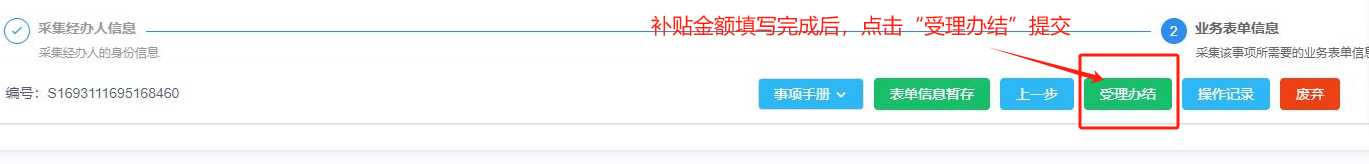 采集经办人信息
采集经办人的身份信息
补贴金额填写完成后，点击“受理办结”提交
2 业务表单信息
采集该事项所需要的业务表单信息
编号：S1693111695168460
事项手册
表单信息暂存
上一步
受理办结
操作记录
废弃